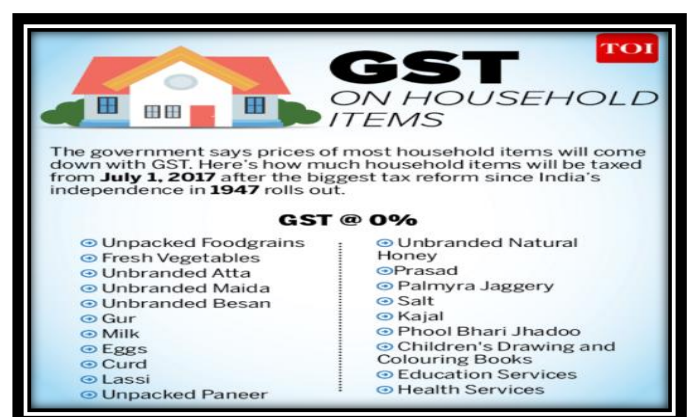 TOI
GST
ON HOUSEHOLD
ITEMS
The government says prices of most household items will come
down with GST. Here's how much household items will be taxed
from July 1, 2017 after the biggest tax reform since India's
independence in 1947 rolls out.
GST @ 0%
Unpacked Foodgrains
Fresh Vegetables
Unbranded Atta
Unbranded Maida
Unbranded Besan
Gur
Milk
Eggs
Curd
Lassi
Unpacked Paneer
Unbranded Natural
Honey
Prasad
Palmyra Jaggery
Salt
Kajal
Phool Bhari Jhadoo
Children's Drawing and
Colouring Books
Education Services
Health Services